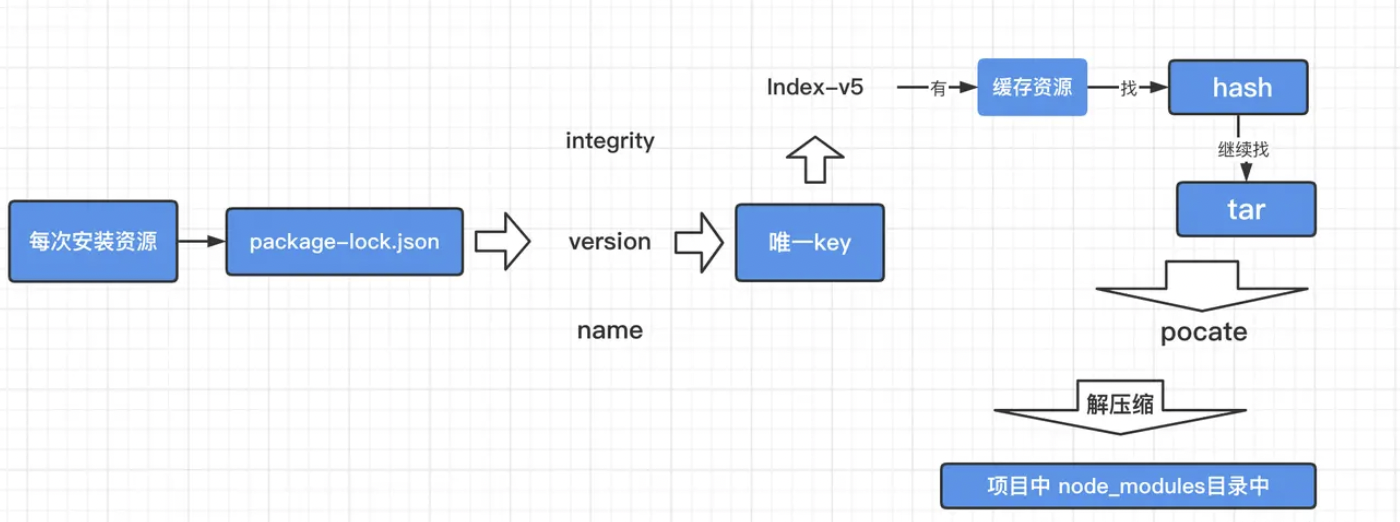 每次安装资源
package-lock.json
integrity
version
name
唯一key
Index-v5
有
缓存资源
找
hash
继续找
tar
pocate
解压缩
项目中 node_modules目录中